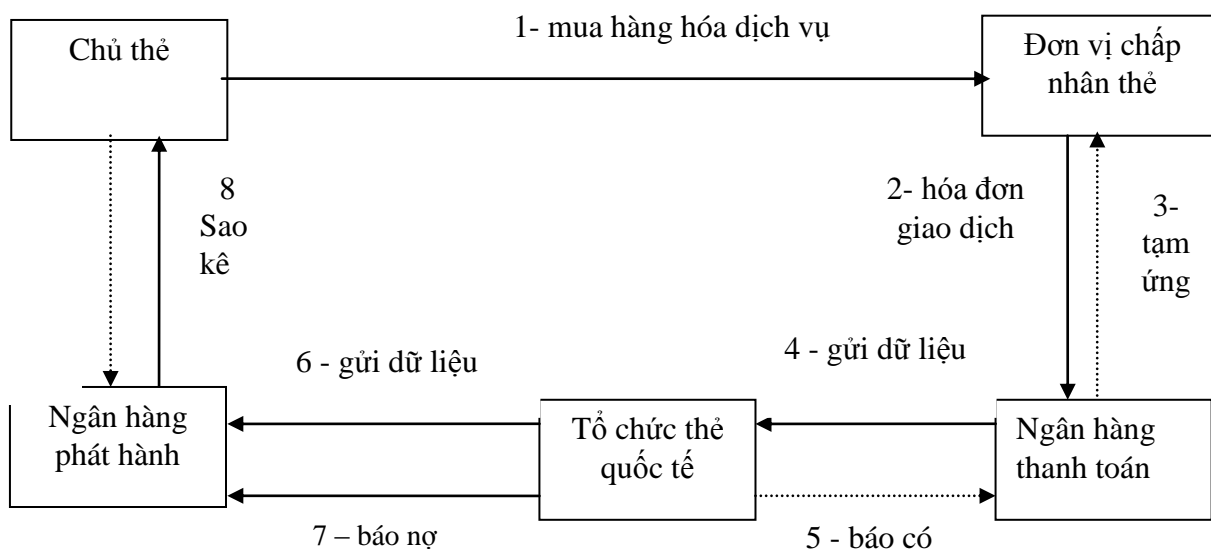 1- mua hàng hóa dịch vụ
Chủ thẻ
Đơn vị chấp
nhân thẻ
8
Sao
kê
2- hóa đơn
giao dịch
3-
tạm
ứng
6 - gửi dữ liệu
4 - gửi dữ liệu
Ngân hàng
phát hành
Tổ chức thẻ
quốc tế
Ngân hàng
thanh toán
7 – báo nợ
5 - báo có